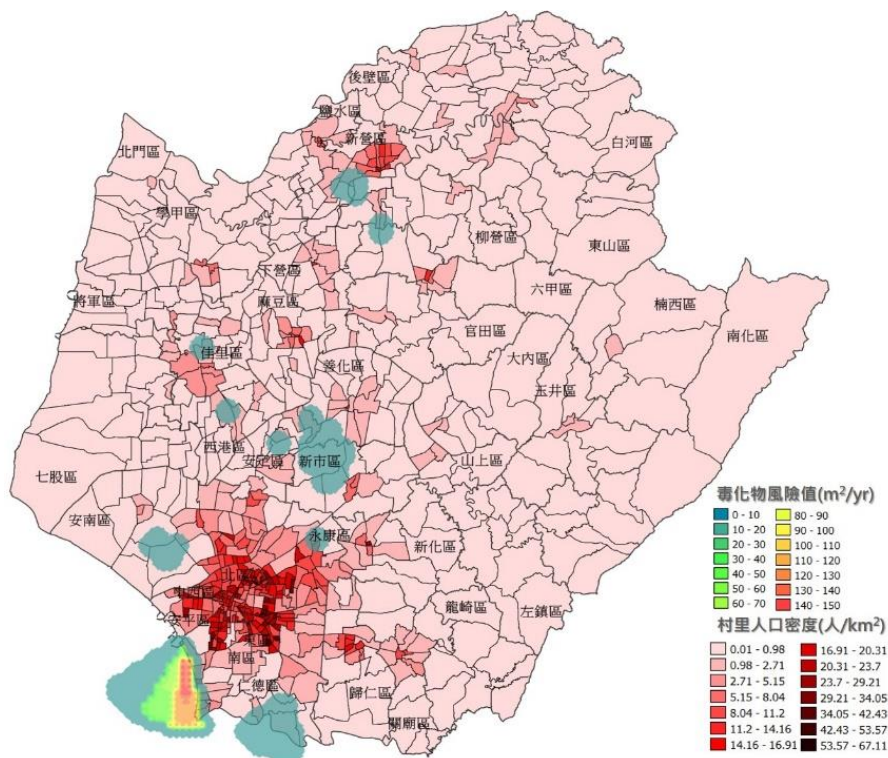 後壁區
鹽水區
新營區
白河區
北門區
學甲區
柳營區
東山區
下營區
六甲區
將軍區
麻豆區
楠西區
官田區
南化區
佳里區
大內區
善化區
玉井區
西港區
安定區
新市區
山上區
七股區
安南區
永康區
新化區
北區
龍崎區
左鎮區
安平區
南區
仁德區
歸仁區
關廟區
毒化物風險值(m²/yr)
0 - 10
10 - 20
20 - 30
30 - 40
40 - 50
50 - 60
60 - 70
80 - 90
90 - 100
100 - 110
110 - 120
120 - 130
130 - 140
140 - 150
村里人口密度(人/km²)
0.01 - 0.98
0.98 - 2.71
2.71 - 5.15
5.15 - 8.04
8.04 - 11.2
11.2 - 14.16
14.16 - 16.91
16.91 - 20.31
20.31 - 23.7
23.7 - 29.21
29.21 - 34.05
34.05 - 42.43
42.43 - 53.57
53.57 - 67.11